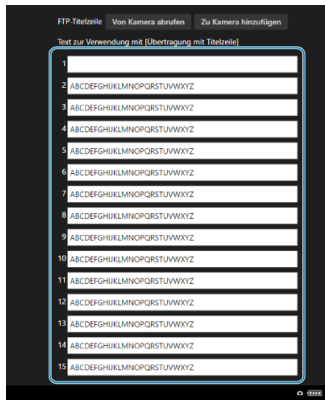 FTP-Titelzeile Von Kamera abrufen Zu Kamera hinzufügen
Text zur Verwendung mit [Übertragung mit Titelzeile]
1
2 ABCDEFGHIJKLMNOPQRSTUVWXYZ
3 ABCDEFGHIJKLMNOPQRSTUVWXYZ
4 ABCDEFGHIJKLMNOPQRSTUVWXYZ
5 ABCDEFGHIJKLMNOPQRSTUVWXYZ
6 ABCDEFGHIJKLMNOPQRSTUVWXYZ
7 ABCDEFGHIJKLMNOPQRSTUVWXYZ
8 ABCDEFGHIJKLMNOPQRSTUVWXYZ
9 ABCDEFGHIJKLMNOPQRSTUVWXYZ
10 ABCDEFGHIJKLMNOPQRSTUVWXYZ
11 ABCDEFGHIJKLMNOPQRSTUVWXYZ
12 ABCDEFGHIJKLMNOPQRSTUVWXYZ
13 ABCDEFGHIJKLMNOPQRSTUVWXYZ
14 ABCDEFGHIJKLMNOPQRSTUVWXYZ
15 ABCDEFGHIJKLMNOPQRSTUVWXYZ